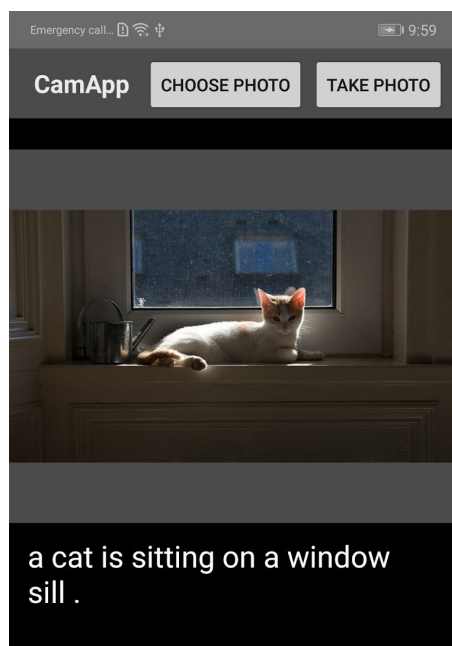 Emergency call... 9:59
CamApp CHOOSE PHOTO TAKE PHOTO
a cat is sitting on a window
sill .